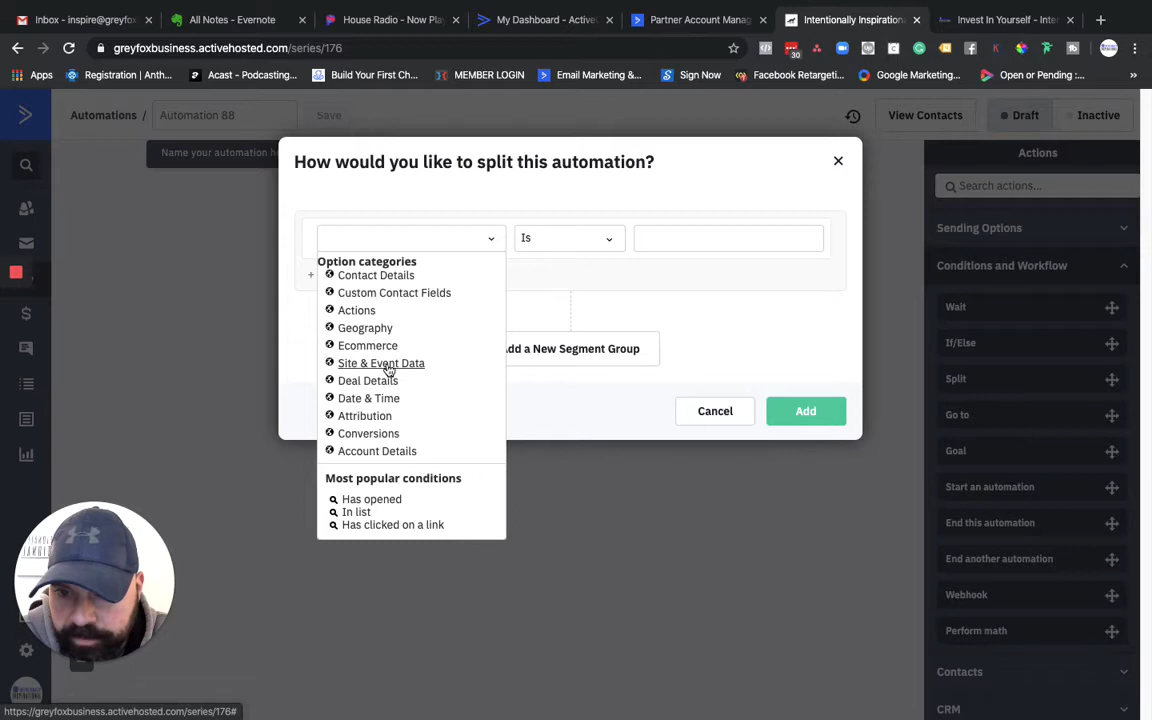 Inbox - inspire@greyfox
All Notes - Evernote
House Radio - Now Play
My Dashboard - ActiveC
Partner Account Manag
Intentionally Inspiration
Invest In Yourself - Inter
greyfoxbusiness.activehosted.com/series/176
30
Apps
Registration | Anth...
Acast - Podcasting...
Build Your First Ch...
MEMBER LOGIN
Email Marketing &...
Sign Now
Facebook Retargeti...
Google Marketing...
Open or Pending :...
Automations /
Automation 88
Save
View Contacts
Draft
Inactive
Name your automation he
Actions
Search actions...
Sending Options
Conditions and Workflow
Wait
If/Else
Split
Go to
Goal
Start an automation
End this automation
End another automation
Webhook
Perform math
Contacts
CRM
How would you like to split this automation?
Is
Option categories
Contact Details
Custom Contact Fields
Actions
Geography
Ecommerce
Site & Event Data
Deal Details
Date & Time
Attribution
Conversions
Account Details
Most popular conditions
Has opened
In list
Has clicked on a link
Add a New Segment Group
Cancel
Add
https://greyfoxbusiness.activehosted.com/series/176#